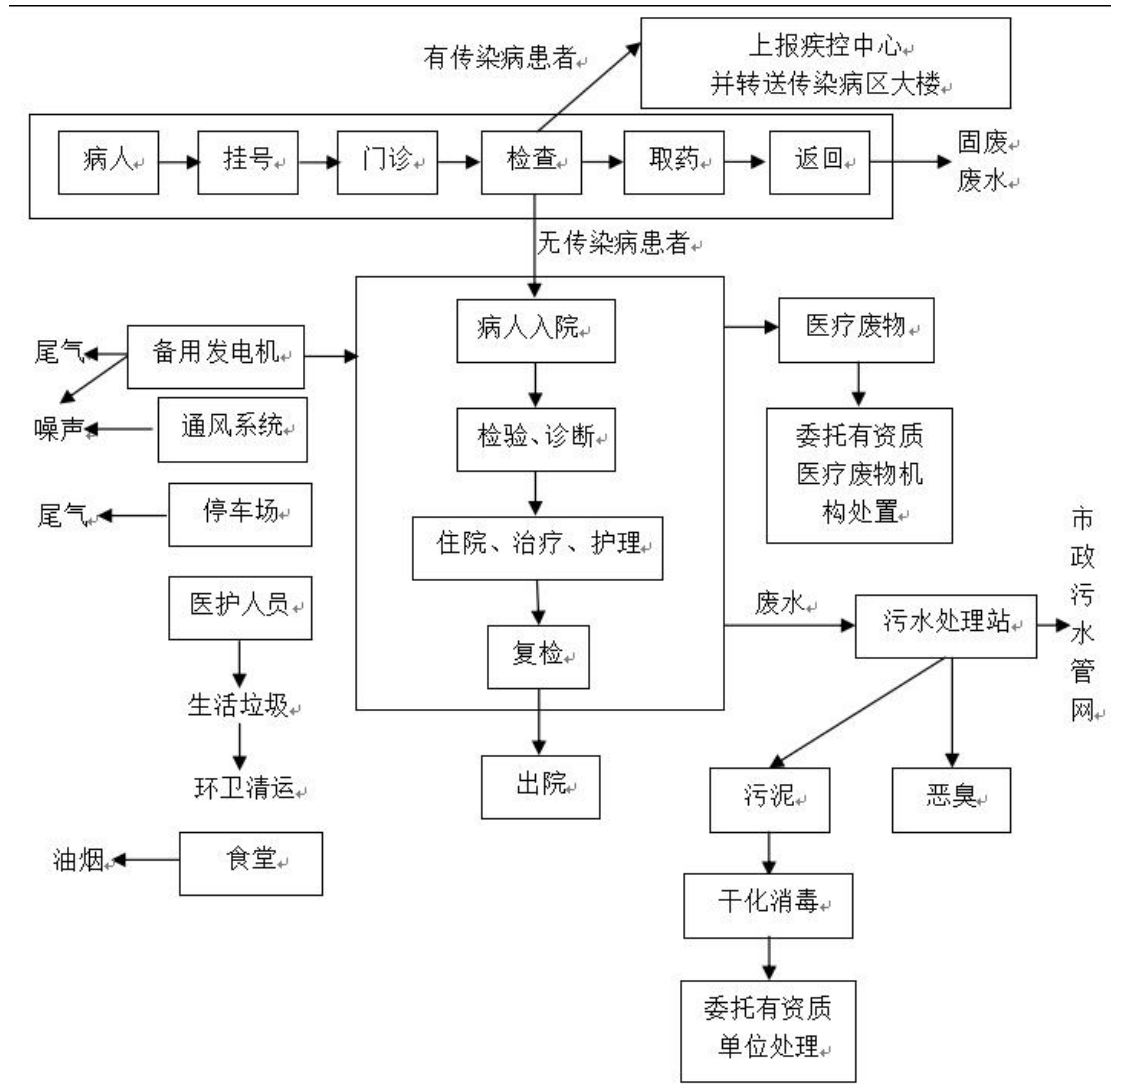 有传染病患者
上报疾控中心
并转送传染病区大楼
病人
挂号
门诊
检查
取药
返回
固废
废水
无传染病患者
病人入院
检验、诊断
住院、治疗、护理
复检
出院
尾气
备用发电机
噪声
通风系统
尾气
停车场
医护人员
生活垃圾
环卫清运
油烟
食堂
医疗废物
委托有资质
医疗废物机
构处置
废水
污水处理站
市
政
污
水
管
网
污泥
恶臭
干化消毒
委托有资质
单位处理